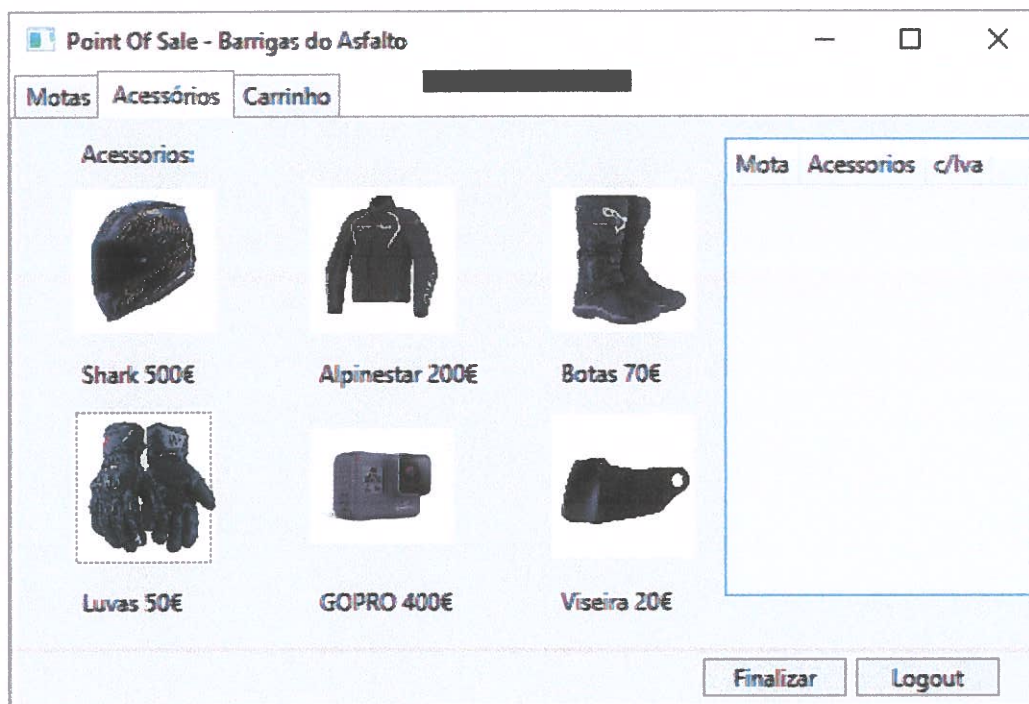 Point Of Sale - Barrigas do Asfalto
Motas Acessórios Carrinho
Acessorios:
Mota Acessorios c/Iva
Shark 500€ Alpinestar 200€ Botas 70€
Luvas 50€ GOPRO 400€ Viseira 20€
Finalizar Logout